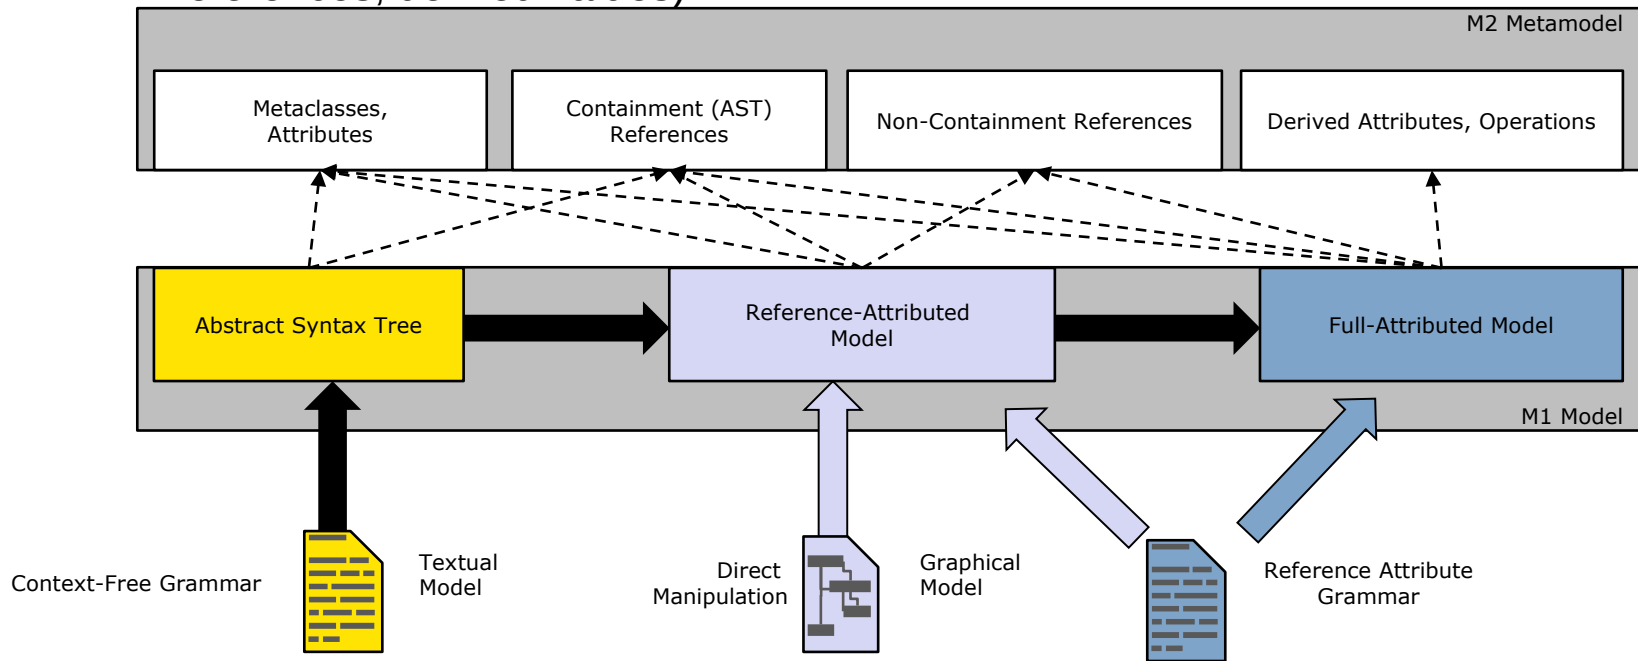 M2 Metamodel
Metaclasses,
Attributes
Containment (AST)
References
Non-Containment References
Derived Attributes, Operations
Abstract Syntax Tree
Reference-Attributed
Model
Full-Attributed Model
M1 Model
Context-Free Grammar
Textual
Model
Direct
Manipulation
Graphical
Model
Reference Attribute
Grammar